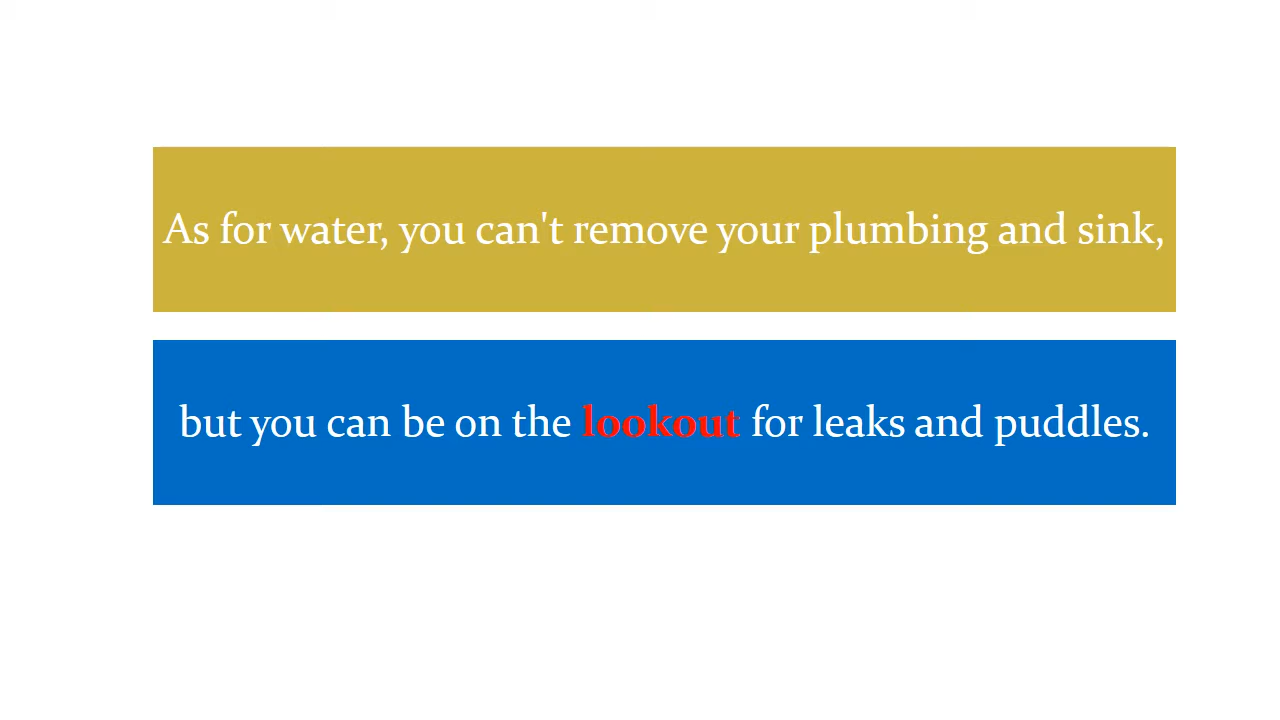 As for water, you can't remove your plumbing and sink,
but you can be on the lookout for leaks and puddles.